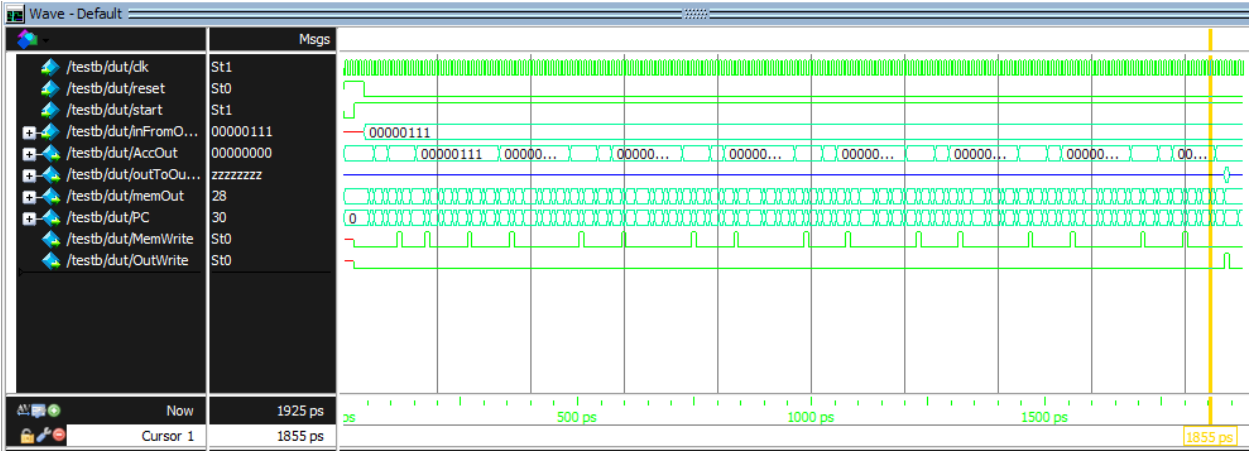 Wave - Default
Msgs
/testb/dut/clk St1
/testb/dut/reset St0
/testb/dut/start St1
/testb/dut/inFromO... 00000111 00000111
/testb/dut/AccOut 00000000 00000111 00000... 00000... 00000... 00000... 00000... 00000... 00...
/testb/dut/outToOu... zzzzzzzz
/testb/dut/memOut 28
/testb/dut/PC 30 0
/testb/dut/MemWrite St0
/testb/dut/OutWrite St0
Now 1925 ps ps 500 ps 1000 ps 1500 ps
Cursor 1 1855 ps 1855 ps